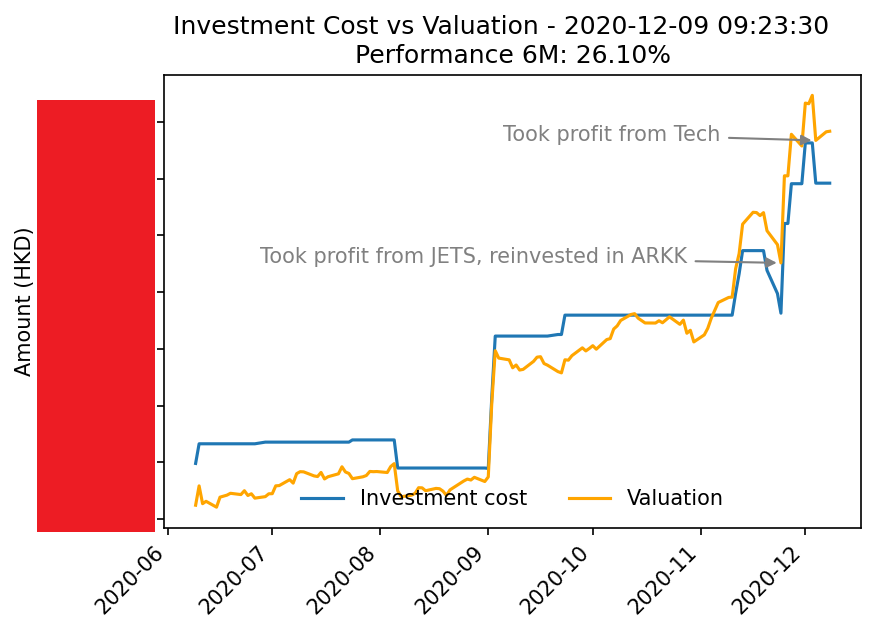 Investment Cost vs Valuation - 2020-12-09 09:23:30
Performance 6M: 26.10%
Amount (HKD)
Took profit from Tech
Took profit from JETS, reinvested in ARKK
Investment cost
Valuation
2020-06
2020-07
2020-08
2020-09
2020-10
2020-11
2020-12